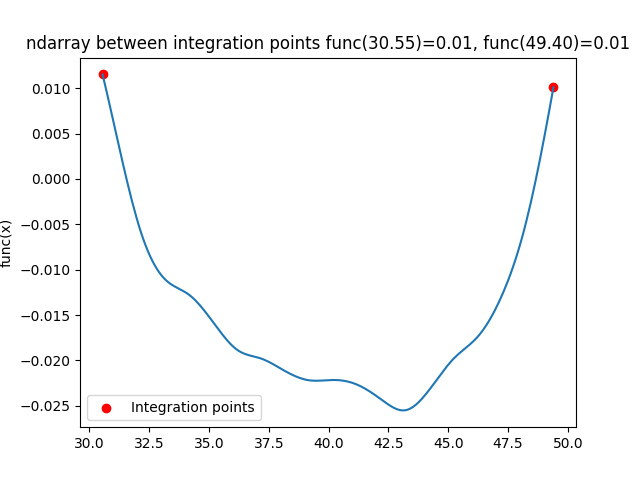 ndarray between integration points func(30.55)=0.01, func(49.40)=0.01
func(x)
0.010
0.005
0.000
−0.005
−0.010
−0.015
−0.020
−0.025
Integration points
30.0 32.5 35.0 37.5 40.0 42.5 45.0 47.5 50.0